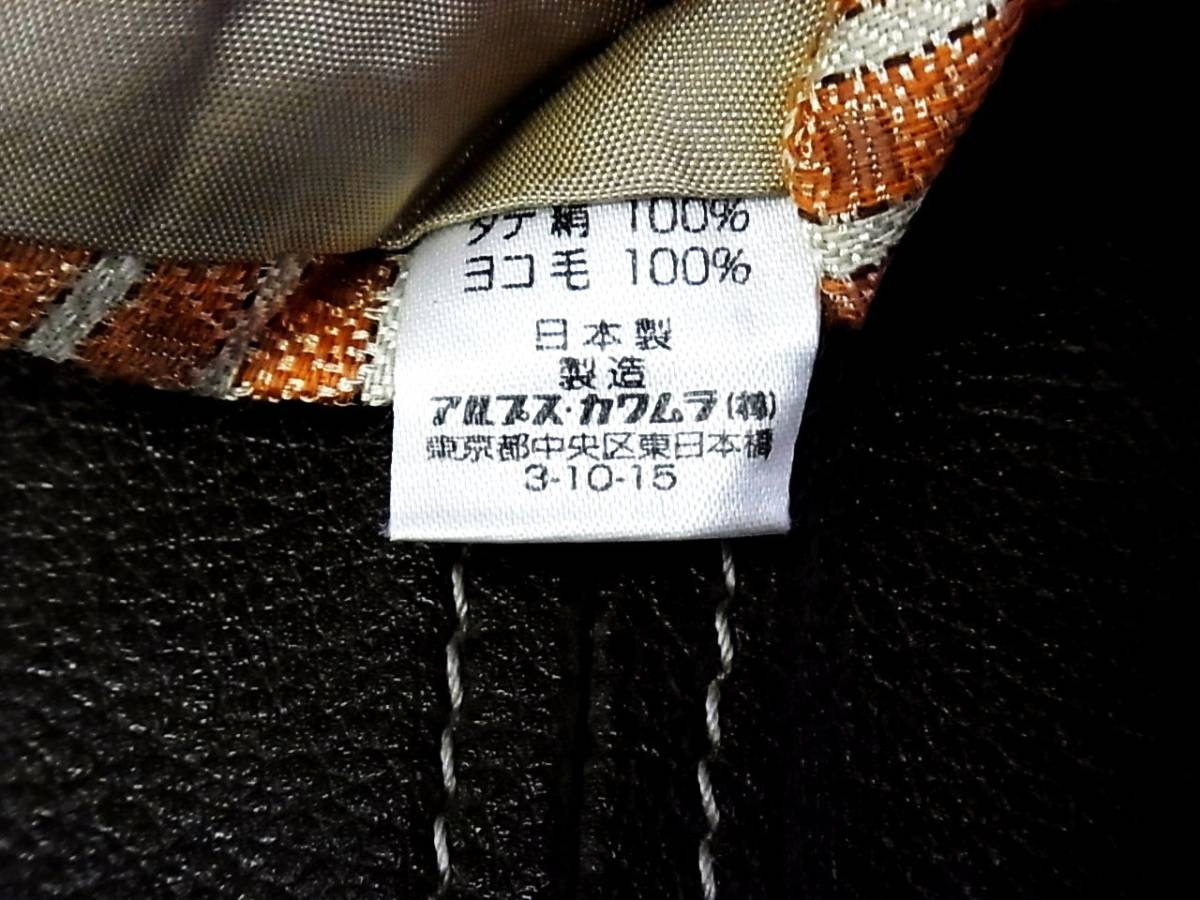 タテ 絹 100%
ヨコ 毛 100%
日本製
製造
アルプス・カワムラ(株)
東京都中央区東日本橋
3-10-15